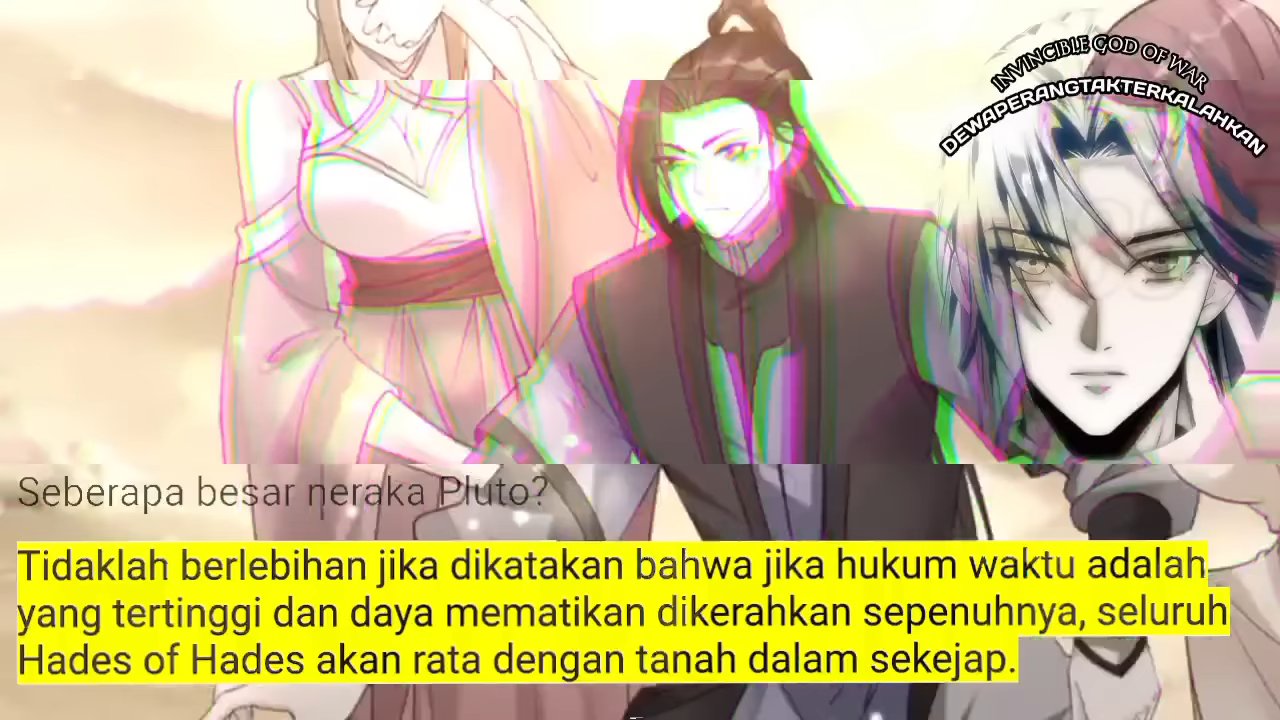 INVINCIBLE GOD OF WAR
DEWAPERANGTAKTERKALAHKAN
Seberapa besar neraka Pluto?
Tidaklah berlebihan jika dikatakan bahwa jika hukum waktu adalah
yang tertinggi dan daya mematikan dikerahkan sepenuhnya, seluruh
Hades of Hades akan rata dengan tanah dalam sekejap.